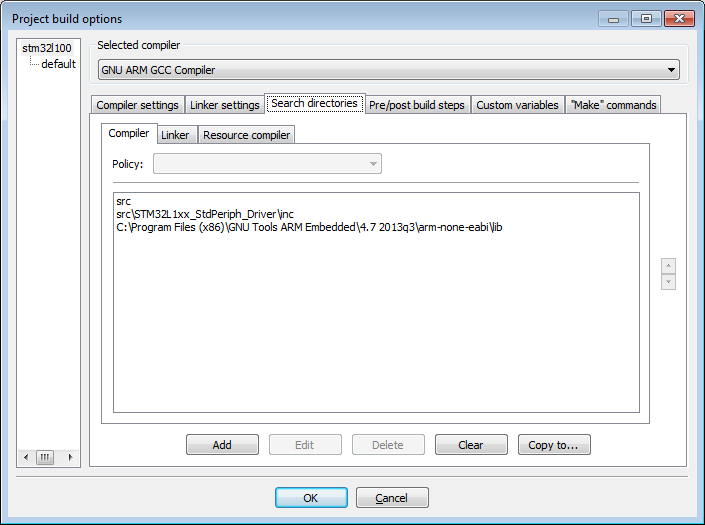 Project build options
stm32l100
default
Selected compiler
GNU ARM GCC Compiler
Compiler settings Linker settings Search directories Pre/post build steps Custom variables "Make" commands
Compiler Linker Resource compiler
Policy:
src
src\STM32L1xx_StdPeriph_Driver\inc
C:\Program Files (x86)\GNU Tools ARM Embedded\4.7 2013q3\arm-none-eabi\lib
Add Edit Delete Clear Copy to...
OK Cancel